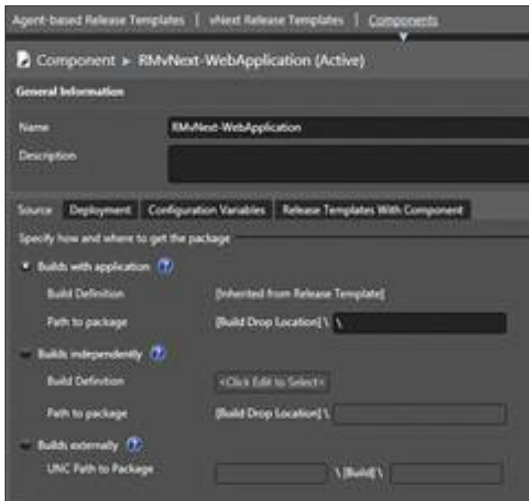 Agent-based Release Templates | vNext Release Templates | Components
Component ▸ RMvNext-WebApplication (Active)
General Information
Name RMvNext-WebApplication
Description
Source Deployment Configuration Variables Release Templates With Component
Specify how and where to get the package
Builds with application ?
Build Definition [Inherited from Release Template]
Path to package [Build Drop Location] \ \
Builds independently ?
Build Definition <Click Edit to Select>
Path to package [Build Drop Location] \
Builds externally ?
UNC Path to Package \ [Build] \